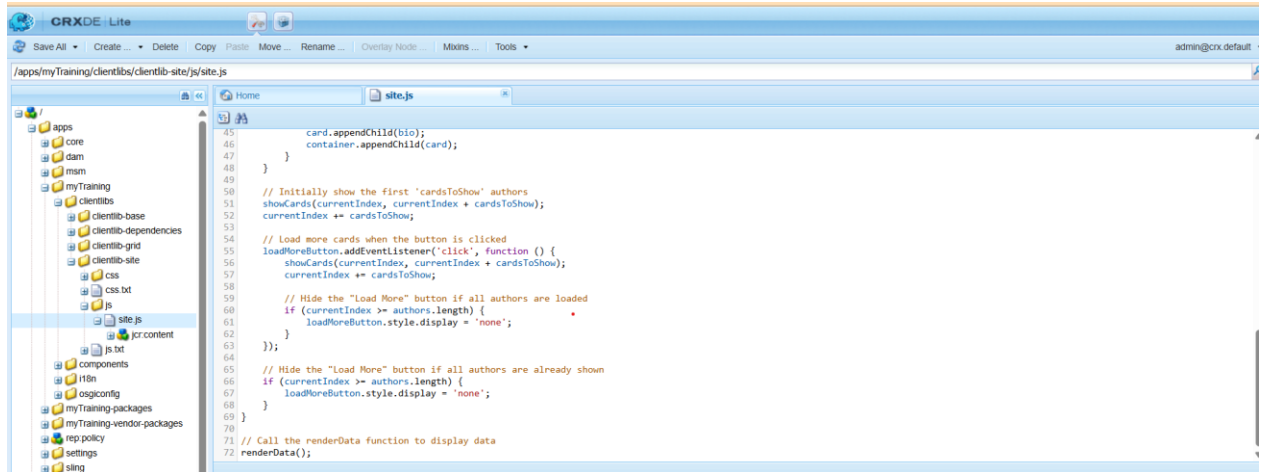 CRXDE | Lite
Save All Create ... Delete Copy Paste Move ... Rename ... Overlay Node ... Mixins ... Tools admin@crx.default
/apps/myTraining/clientlibs/clientlib-site/js/site.js
Home site.js
/
apps
core
dam
msm
myTraining
clientlibs
clientlib-base
clientlib-dependencies
clientlib-grid
clientlib-site
css
css.txt
js
site.js
jcr:content
js.txt
components
i18n
osgiconfig
myTraining-packages
myTraining-vendor-packages
rep:policy
settings
sling
45 card.appendChild(bio);
46 container.appendChild(card);
47 }
48 }
49
50 // Initially show the first 'cardsToShow' authors
51 showCards(currentIndex, currentIndex + cardsToShow);
52 currentIndex += cardsToShow;
53
54 // Load more cards when the button is clicked
55 loadMoreButton.addEventListener('click', function () {
56 showCards(currentIndex, currentIndex + cardsToShow);
57 currentIndex += cardsToShow;
58
59 // Hide the "Load More" button if all authors are loaded
60 if (currentIndex >= authors.length) {
61 loadMoreButton.style.display = 'none';
62 }
63 });
64
65 // Hide the "Load More" button if all authors are already shown
66 if (currentIndex >= authors.length) {
67 loadMoreButton.style.display = 'none';
68 }
69 }
70
71 // Call the renderData function to display data
72 renderData();